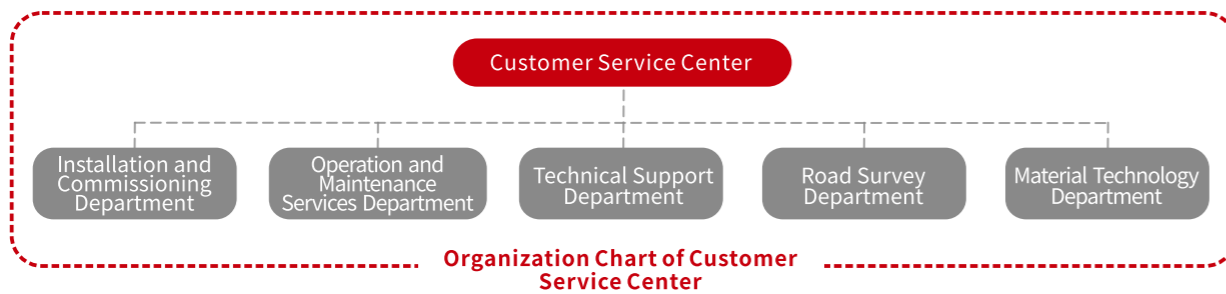 Customer Service Center
Installation and
Commissioning
Department
Operation and
Maintenance
Services Department
Technical Support
Department
Road Survey
Department
Material Technology
Department
Organization Chart of Customer
Service Center